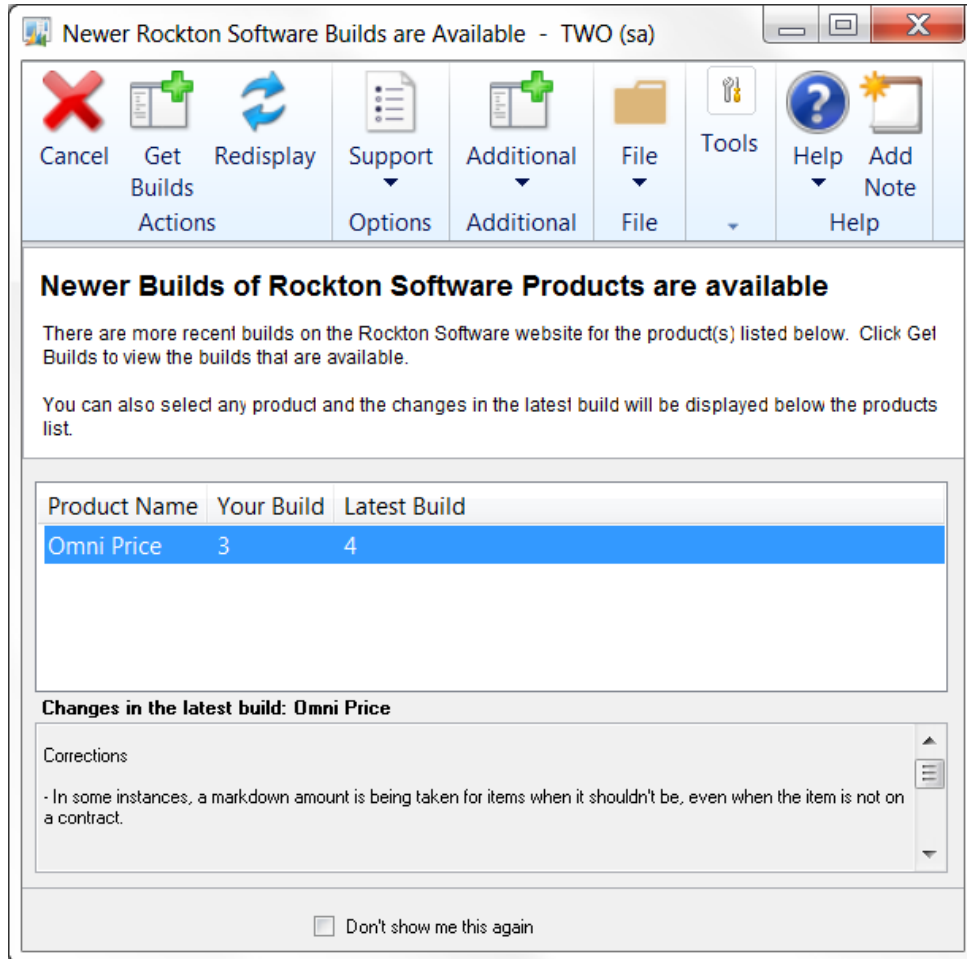 Newer Rockton Software Builds are Available - TWO (sa)
Cancel Get Builds Redisplay Support Additional File Tools Help Add Note
Actions Options Additional File Help
Newer Builds of Rockton Software Products are available
There are more recent builds on the Rockton Software website for the product(s) listed below. Click Get
Builds to view the builds that are available.
You can also select any product and the changes in the latest build will be displayed below the products
list.
Product Name Your Build Latest Build
Omni Price 3 4
Changes in the latest build: Omni Price
Corrections
- In some instances, a markdown amount is being taken for items when it shouldn't be, even when the item is not on
a contract.
Don't show me this again